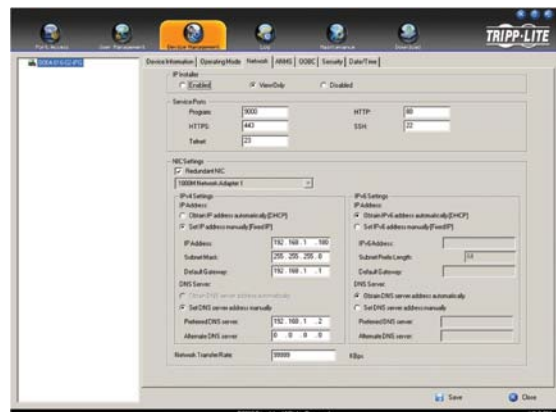 Port Access User Management Device Management Log Maintenance Download
TRIPP·LITE
Device Information Operating Mode Network ANMS OOBC Security Date/Time
IP Installer
Enabled View Only Disabled
Service Ports
Program: 9000 HTTP: 80
HTTPS: 443 SSH: 22
Telnet: 23
NIC Settings
Redundant NIC
1000M Network Adapter 1
IPv4 Settings IPv6 Settings
IP Address: IP Address:
Obtain IP address automatically [DHCP] Obtain IPv6 address automatically [DHCP]
Set IP address manually [Fixed IP] Set IPv6 address manually [Fixed IP]
IP Address: 192 .168 .1 .100 IPv6 Address:
Subnet Mask: 255 .255 .255 .0 Subnet Prefix Length: 64
Default Gateway: 192 .168 .1 .1 Default Gateway:
DNS Server: DNS Server:
Obtain DNS server address automatically Obtain DNS server address automatically
Set DNS server address manually Set DNS server address manually
Preferred DNS server: 192 .168 .1 .2 Preferred DNS server:
Alternate DNS server: 0 .0 .0 .0 Alternate DNS server:
Network Transfer Rate: 99999 KBps
Save Close